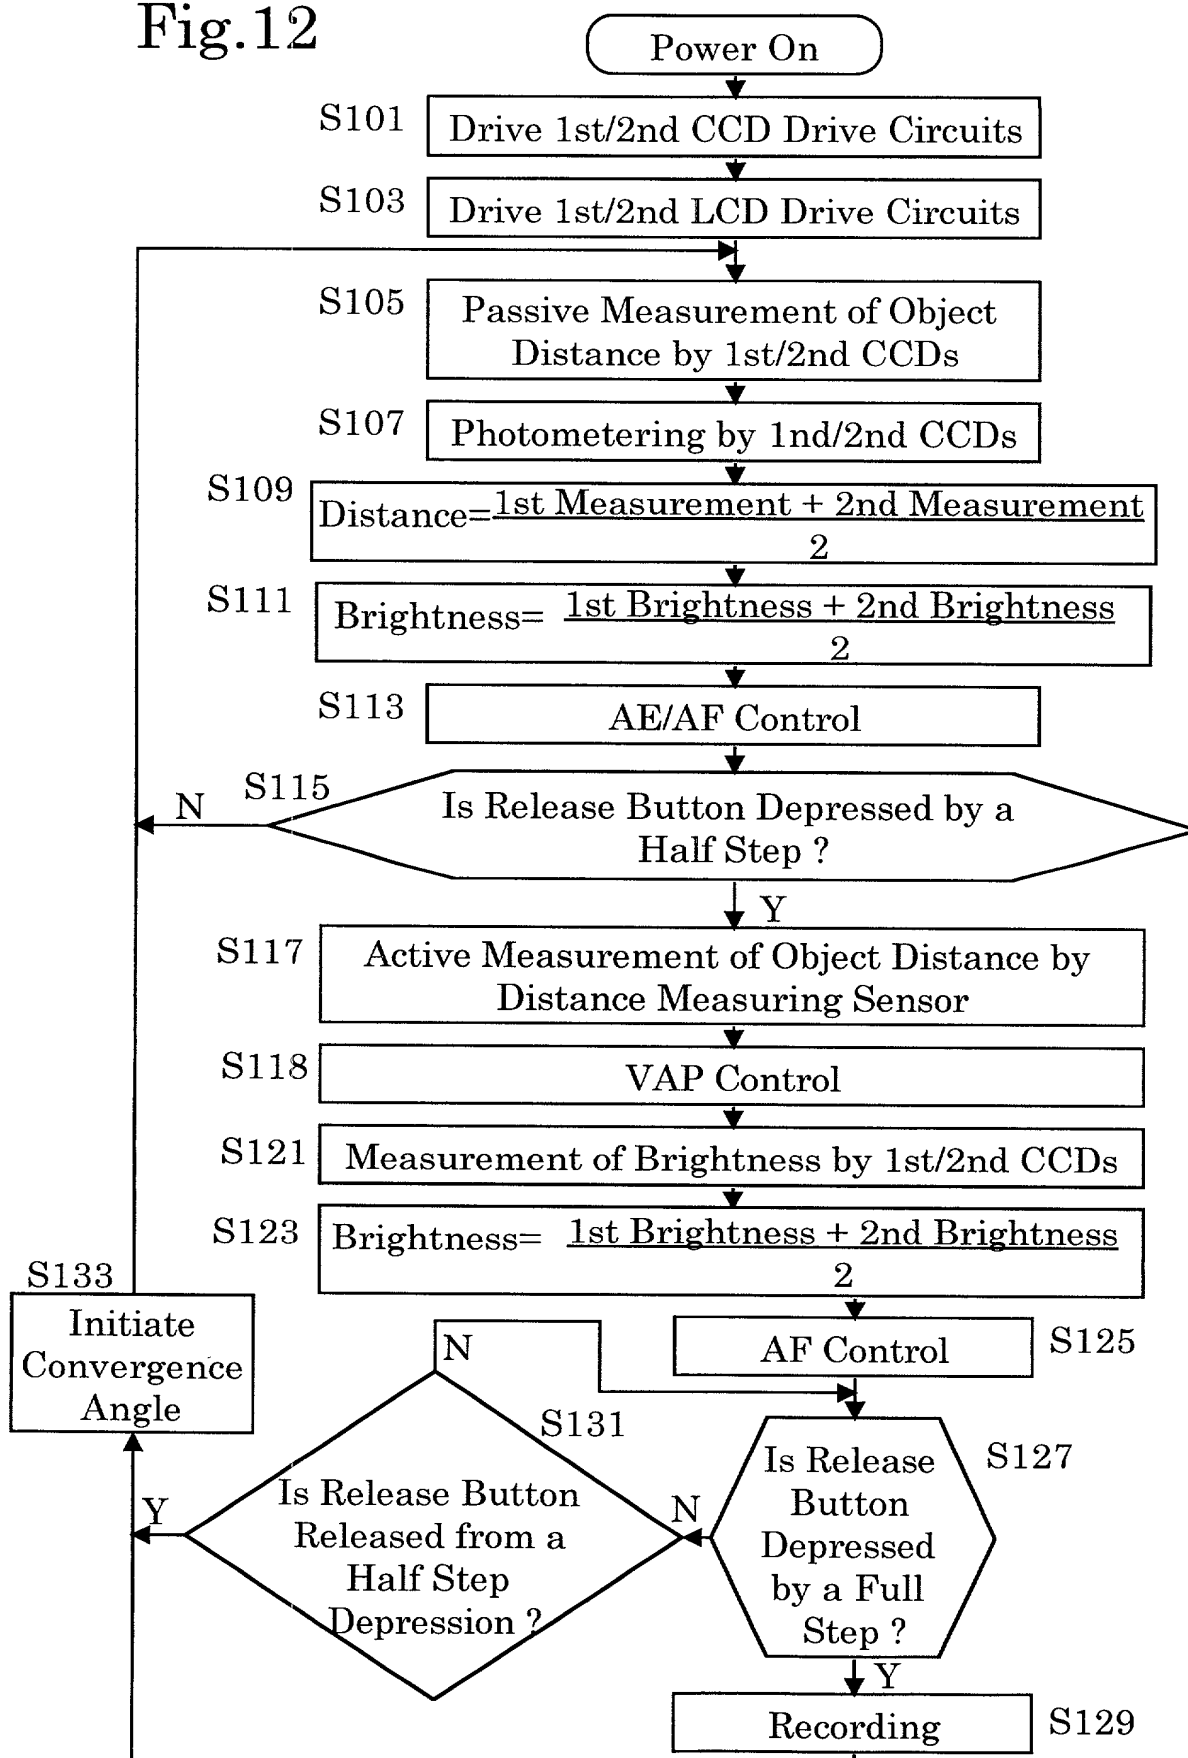 Fig.12
Power On
S101
Drive 1st/2nd CCD Drive Circuits
S103
Drive 1st/2nd LCD Drive Circuits
S105
Passive Measurement of Object
Distance by 1st/2nd CCDs
S107
Photometering by 1nd/2nd CCDs
S109
Distance=
1st Measurement + 2nd Measurement
2
S111
Brightness=
1st Brightness + 2nd Brightness
2
S113
AE/AF Control
S115
N
Is Release Button Depressed by a
Half Step ?
Y
S117
Active Measurement of Object Distance by
Distance Measuring Sensor
S118
VAP Control
S121
Measurement of Brightness by 1st/2nd CCDs
S123
Brightness=
1st Brightness + 2nd Brightness
2
S133
Initiate
Convergence
Angle
N
AF Control
S125
S131
Is Release Button
Released from a
Half Step
Depression ?
Y
N
Is Release
Button
Depressed
by a Full
Step ?
S127
Y
Recording
S129